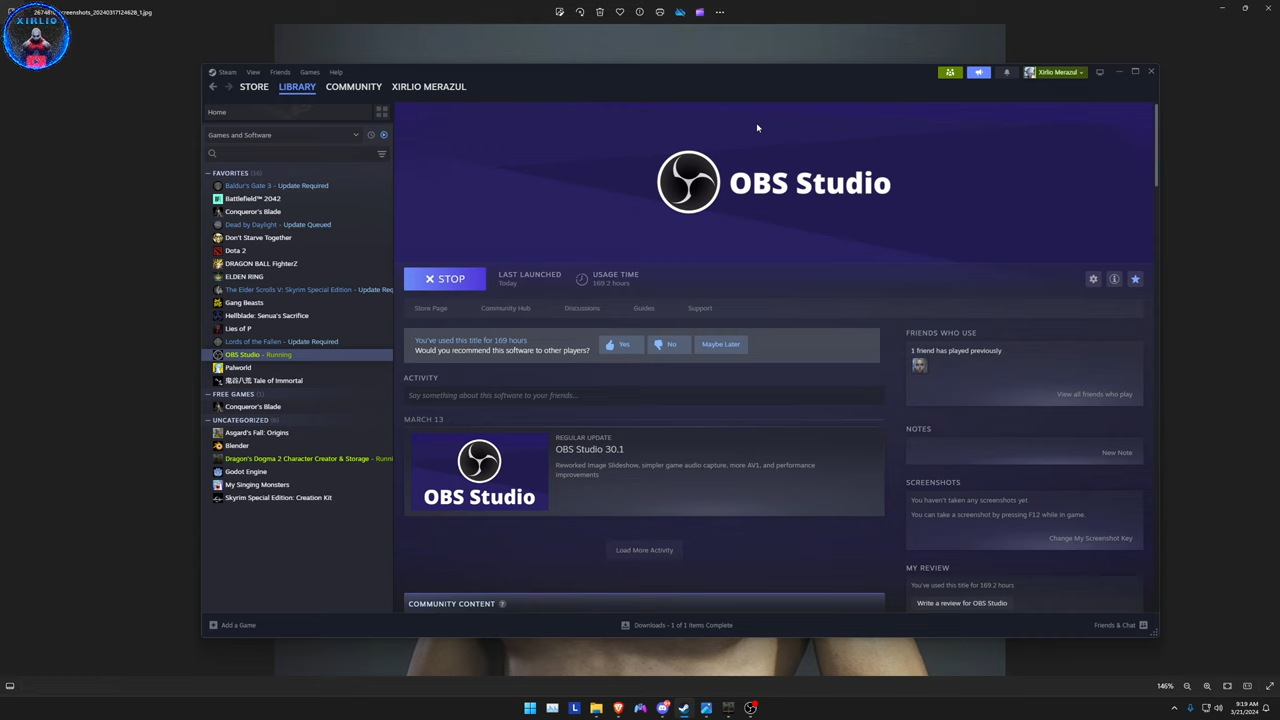 screenshots_20240317124628_1.jpg
XIRLIO
Steam View Friends Games Help
Xirlio Merazul
STORE LIBRARY COMMUNITY XIRLIO MERAZUL
Home
Games and Software
FAVORITES (16)
Baldur's Gate 3 - Update Required
Battlefield™ 2042
Conqueror's Blade
Dead by Daylight - Update Queued
Don't Starve Together
Dota 2
DRAGON BALL FighterZ
ELDEN RING
The Elder Scrolls V: Skyrim Special Edition - Update Req
Gang Beasts
Hellblade: Senua's Sacrifice
Lies of P
Lords of the Fallen - Update Required
OBS Studio - Running
Palworld
鬼谷八荒 Tale of Immortal
FREE GAMES (1)
Conqueror's Blade
UNCATEGORIZED (6)
Asgard's Fall: Origins
Blender
Dragon's Dogma 2 Character Creator & Storage - Runni
Godot Engine
My Singing Monsters
Skyrim Special Edition: Creation Kit
OBS Studio
STOP
LAST LAUNCHED
Today
USAGE TIME
169.2 hours
Store Page Community Hub Discussions Guides Support
You've used this title for 169 hours
Would you recommend this software to other players?
Yes No Maybe Later
ACTIVITY
Say something about this software to your friends...
MARCH 13
OBS Studio
REGULAR UPDATE
OBS Studio 30.1
Reworked Image Slideshow, simpler game audio capture, more AV1, and performance
improvements
Load More Activity
COMMUNITY CONTENT ?
FRIENDS WHO USE
1 friend has played previously
View all friends who play
NOTES
New Note
SCREENSHOTS
You haven't taken any screenshots yet
You can take a screenshot by pressing F12 while in game.
Change My Screenshot Key
MY REVIEW
You've used this title for 169.2 hours
Write a review for OBS Studio
Add a Game
Downloads - 1 of 1 Items Complete
Friends & Chat
146%
9:19 AM
3/21/2024